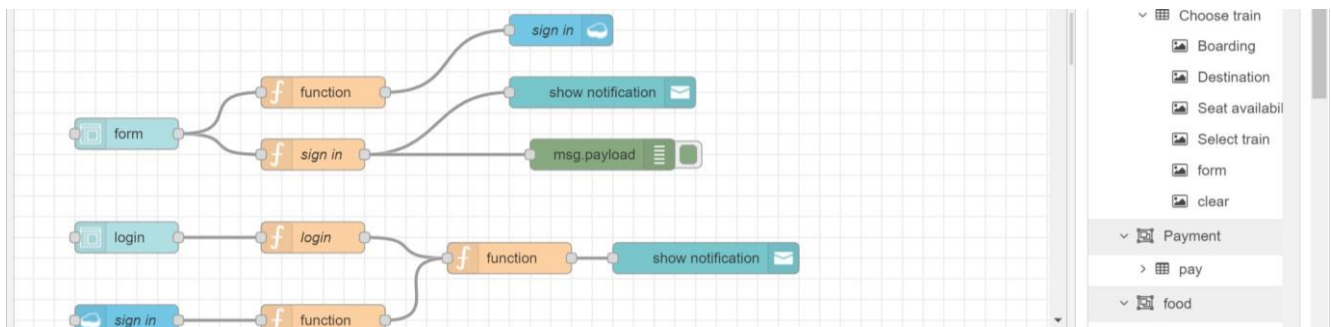 sign in
function
show notification
form
sign in
msg.payload
login
login
function
show notification
sign in
function
Choose train
Boarding
Destination
Seat availabil
Select train
form
clear
Payment
pay
food